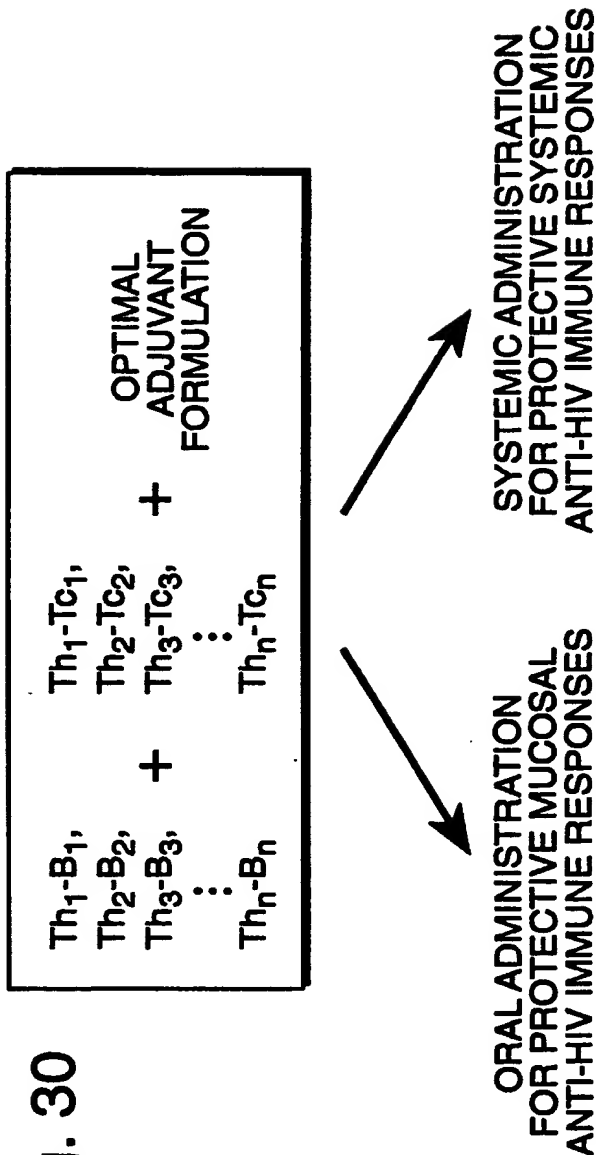 . 30
Th1-B1,
Th2-B2,
Th3-B3,
⋮
Thn-Bn
+
Th1-Tc1,
Th2-Tc2,
Th3-Tc3,
⋮
Thn-Tcn
+
OPTIMAL
ADJUVANT
FORMULATION
ORAL ADMINISTRATION
FOR PROTECTIVE MUCOSAL
ANTI-HIV IMMUNE RESPONSES
SYSTEMIC ADMINISTRATION
FOR PROTECTIVE SYSTEMIC
ANTI-HIV IMMUNE RESPONSES